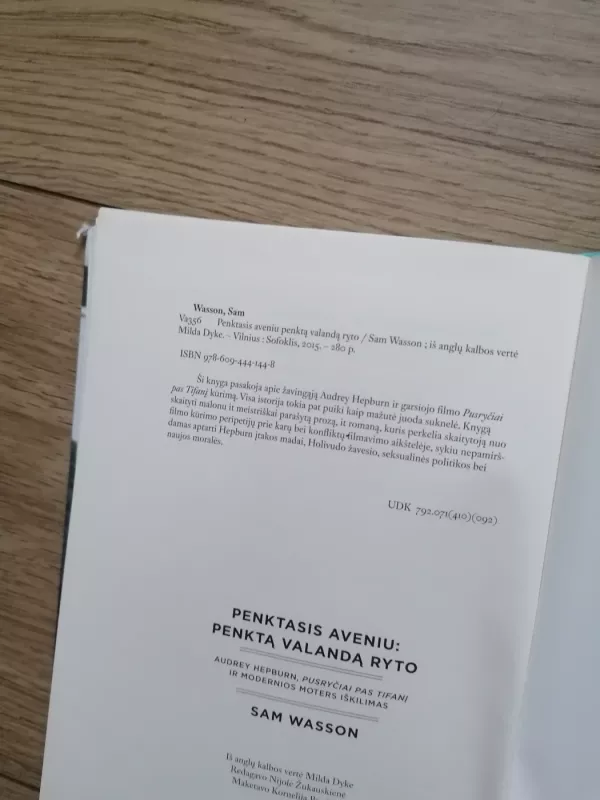 Wasson, Sam
Va356 Penktasis aveniu penktą valandą ryto / Sam Wasson ; iš anglų kalbos vertė
Milda Dyke. – Vilnius : Sofoklis, 2015. – 280 p.
ISBN 978-609-444-144-8
Ši knyga pasakoja apie žavingąją Audrey Hepburn ir garsiojo filmo Pusryčiai
pas Tifanį kūrimą. Visa istorija tokia pat puiki kaip mažutė juoda suknelė. Knygą
skaityti malonu it meistriškai parašytą prozą, it romaną, kuris perkelia skaitytoją nuo
filmo kūrimo peripetijų prie karų bei konfliktų filmavimo aikštelėje, sykiu nepamirš-
damas aptarti Hepburn įtakos madai, Holivudo žavesio, seksualinės politikos bei
naujos moralės.
UDK 792.071(410)(092)
PENKTASIS AVENIU:
PENKTĄ VALANDĄ RYTO
AUDREY HEPBURN, PUSRYČIAI PAS TIFANĮ
IR MODERNIOS MOTERS IŠKILIMAS
SAM WASSON
Iš anglų kalbos vertė Milda Dyke
Redagavo Nijolė Žukauskienė
Maketavo Kornelija